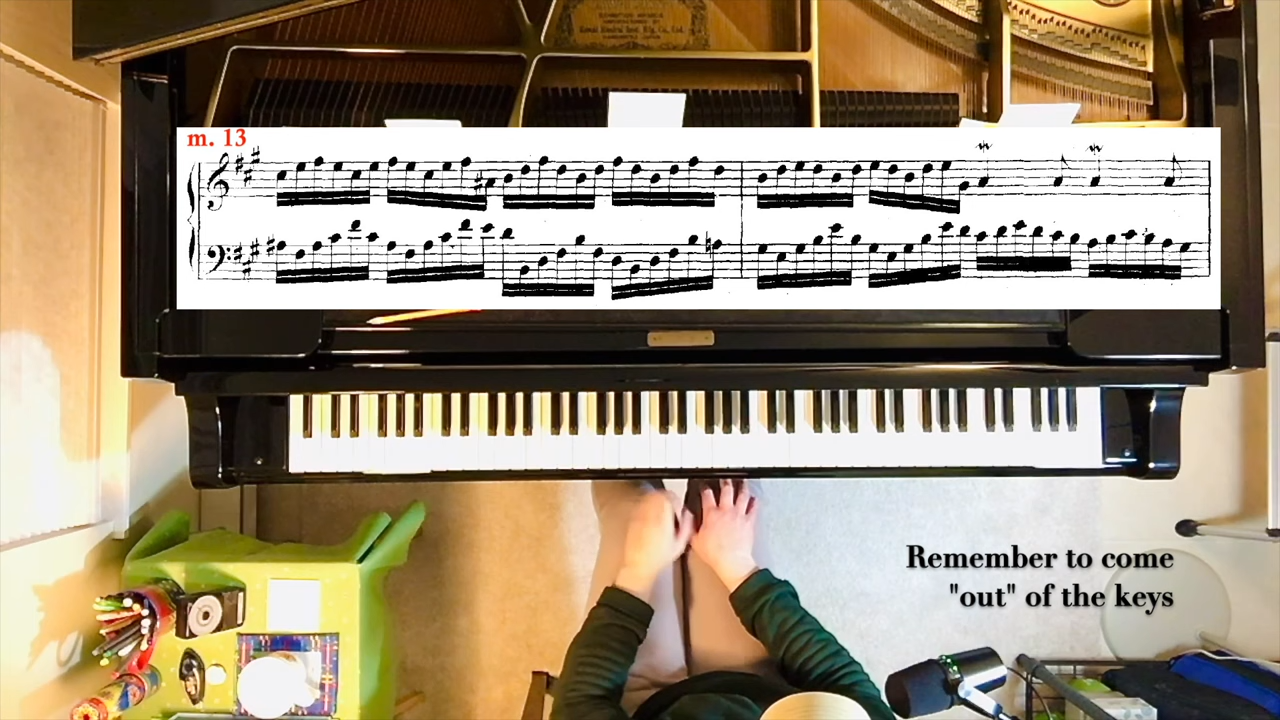 m. 13
Remember to come
"out" of the keys